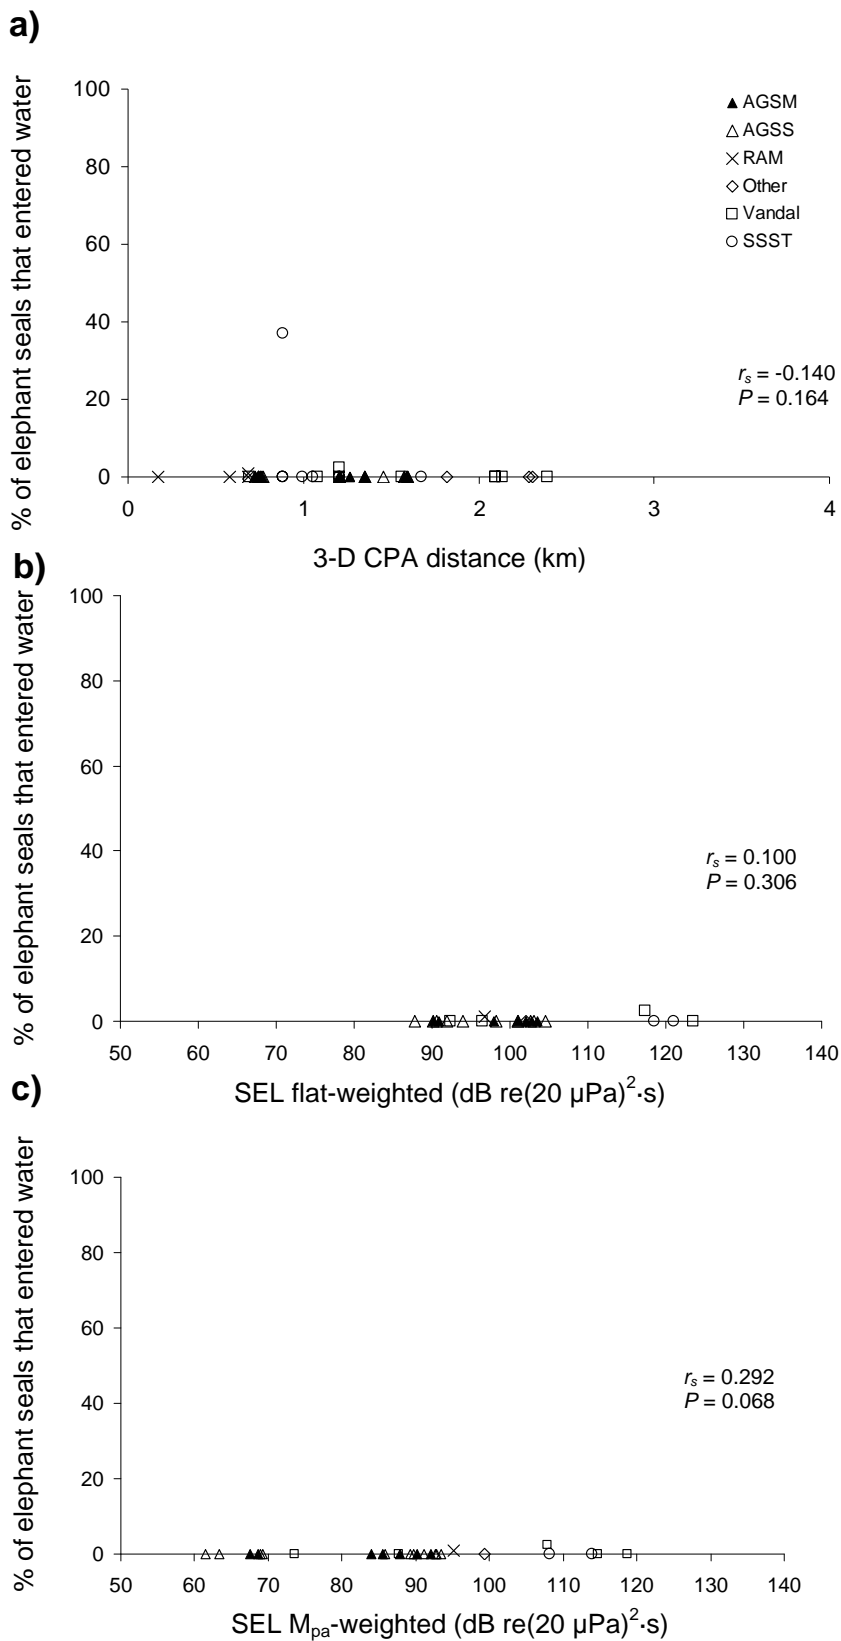 a)
% of elephant seals that entered water
100
80
60
40
20
0
AGSM
AGSS
RAM
Other
Vandal
SSST
rs = -0.140
P = 0.164
0 1 2 3 4
3-D CPA distance (km)
b)
% of elephant seals that entered water
100
80
60
40
20
0
rs = 0.100
P = 0.306
50 60 70 80 90 100 110 120 130 140
SEL flat-weighted (dB re(20 µPa)²·s)
c)
% of elephant seals that entered water
100
80
60
40
20
0
rs = 0.292
P = 0.068
50 60 70 80 90 100 110 120 130 140
SEL Mpa-weighted (dB re(20 µPa)²·s)